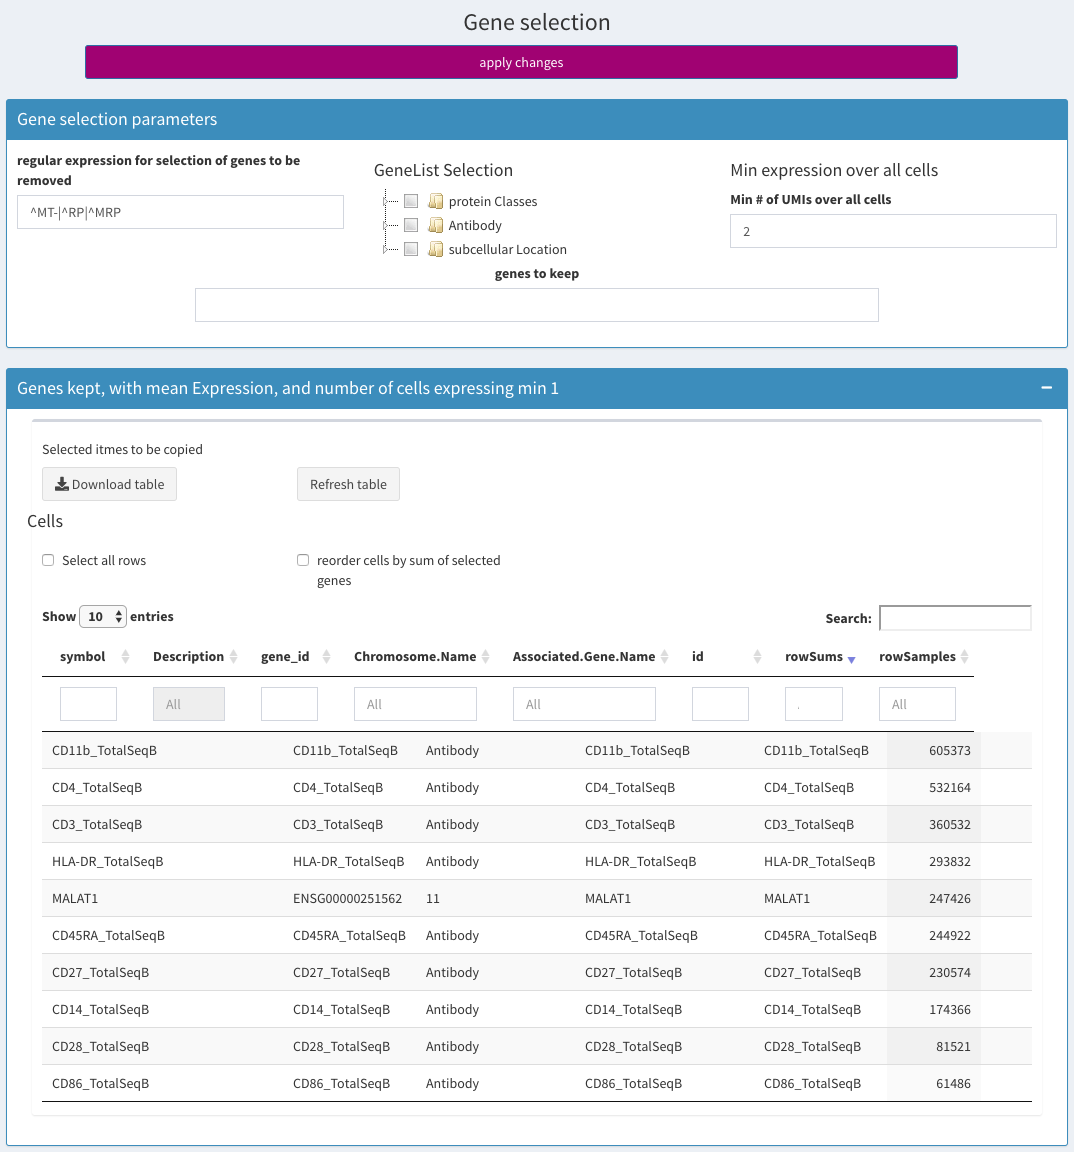 Gene selection
apply changes
Gene selection parameters
regular expression for selection of genes to be
removed
^MT-|^RP|^MRP
GeneList Selection
protein Classes
Antibody
subcellular Location
Min expression over all cells
Min # of UMIs over all cells
2
genes to keep
Genes kept, with mean Expression, and number of cells expressing min 1
Selected itmes to be copied
Download table
Refresh table
Cells
Select all rows
reorder cells by sum of selected
genes
Show 10 entries
Search:
symbol Description gene_id Chromosome.Name Associated.Gene.Name id rowSums rowSamples
All All All . All
CD11b_TotalSeqB CD11b_TotalSeqB Antibody CD11b_TotalSeqB CD11b_TotalSeqB 605373
CD4_TotalSeqB CD4_TotalSeqB Antibody CD4_TotalSeqB CD4_TotalSeqB 532164
CD3_TotalSeqB CD3_TotalSeqB Antibody CD3_TotalSeqB CD3_TotalSeqB 360532
HLA-DR_TotalSeqB HLA-DR_TotalSeqB Antibody HLA-DR_TotalSeqB HLA-DR_TotalSeqB 293832
MALAT1 ENSG00000251562 11 MALAT1 MALAT1 247426
CD45RA_TotalSeqB CD45RA_TotalSeqB Antibody CD45RA_TotalSeqB CD45RA_TotalSeqB 244922
CD27_TotalSeqB CD27_TotalSeqB Antibody CD27_TotalSeqB CD27_TotalSeqB 230574
CD14_TotalSeqB CD14_TotalSeqB Antibody CD14_TotalSeqB CD14_TotalSeqB 174366
CD28_TotalSeqB CD28_TotalSeqB Antibody CD28_TotalSeqB CD28_TotalSeqB 81521
CD86_TotalSeqB CD86_TotalSeqB Antibody CD86_TotalSeqB CD86_TotalSeqB 61486